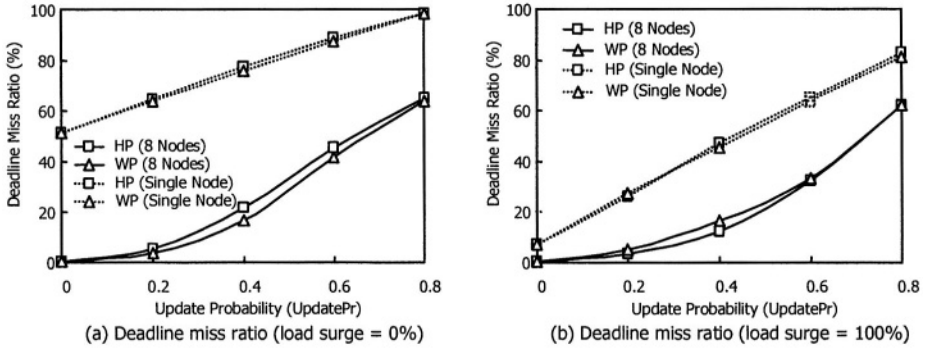 Deadline Miss Ratio (%)
100
80
60
40
20
0
HP (8 Nodes)
WP (8 Nodes)
HP (Single Node)
WP (Single Node)
0 0.2 0.4 0.6 0.8
Update Probability (UpdatePr)
(a) Deadline miss ratio (load surge = 0%)
Deadline Miss Ratio (%)
100
80
60
40
20
0
HP (8 Nodes)
WP (8 Nodes)
HP (Single Node)
WP (Single Node)
0 0.2 0.4 0.6 0.8
Update Probability (UpdatePr)
(b) Deadline miss ratio (load surge = 100%)